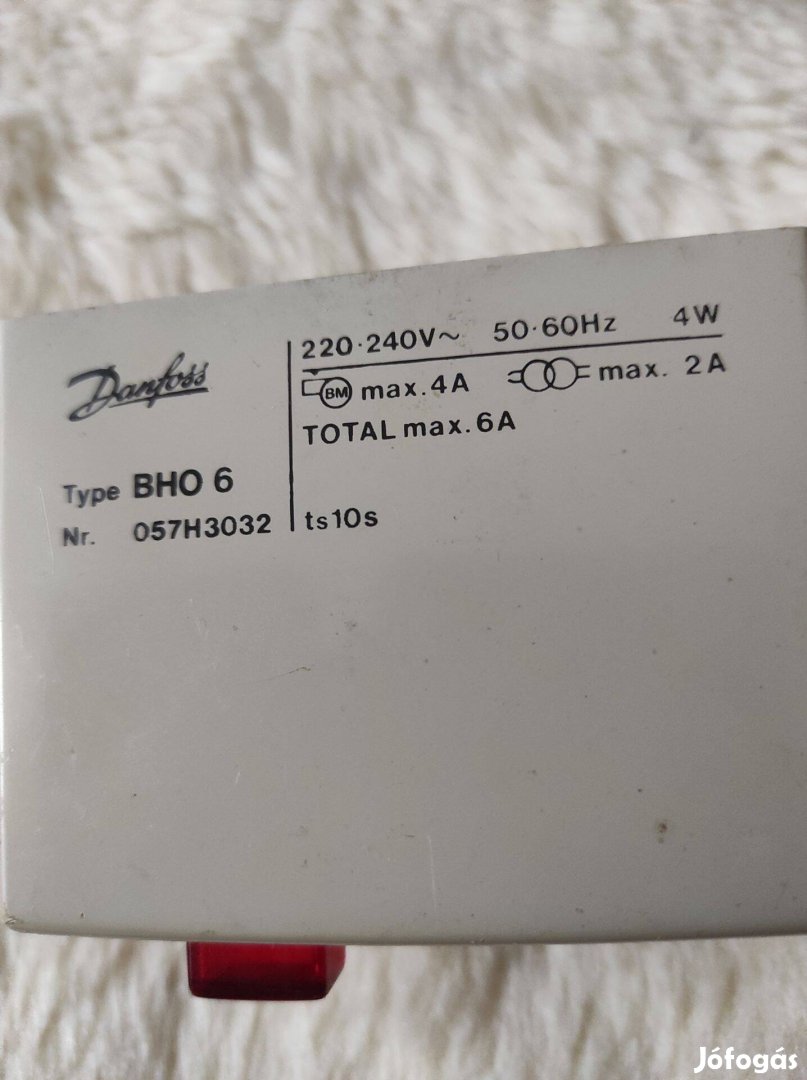 Danfoss
Type BHO 6
Nr. 057H3032
220·240V~ 50·60Hz 4W
BM max. 4A max. 2A
TOTAL max. 6A
ts10s
Jófogás